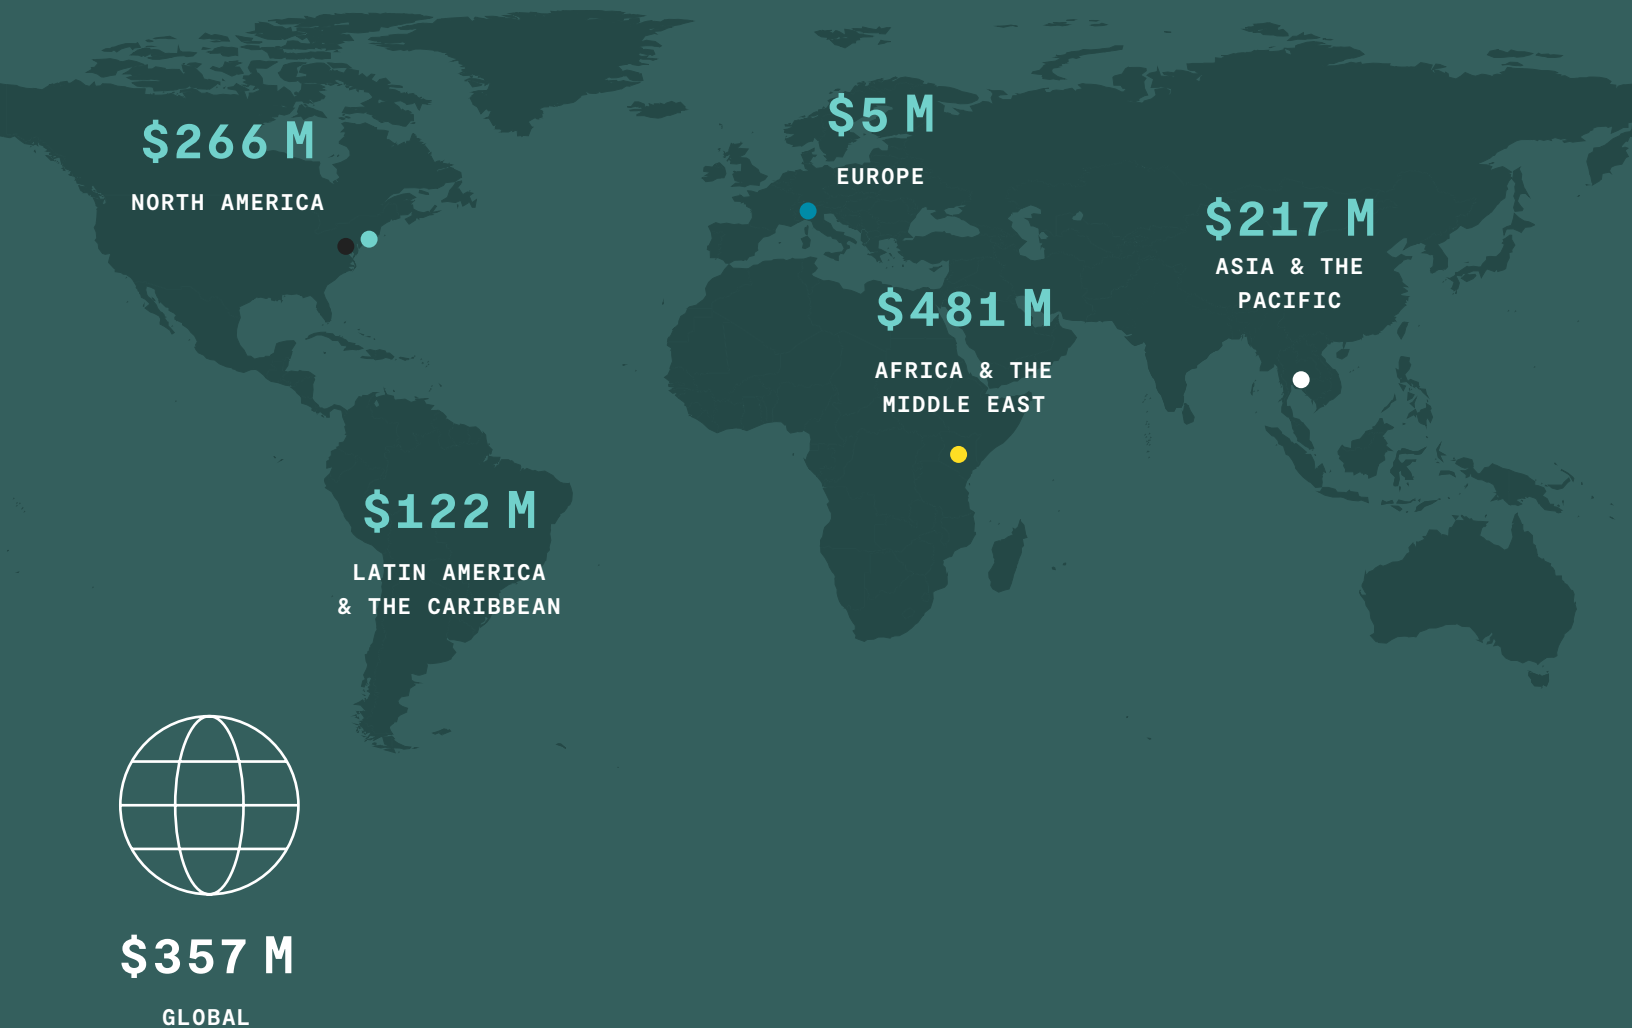 $266 M
NORTH AMERICA
$5 M
EUROPE
$217 M
ASIA & THE
PACIFIC
$481 M
AFRICA & THE
MIDDLE EAST
$122 M
LATIN AMERICA
& THE CARIBBEAN
$357 M
GLOBAL